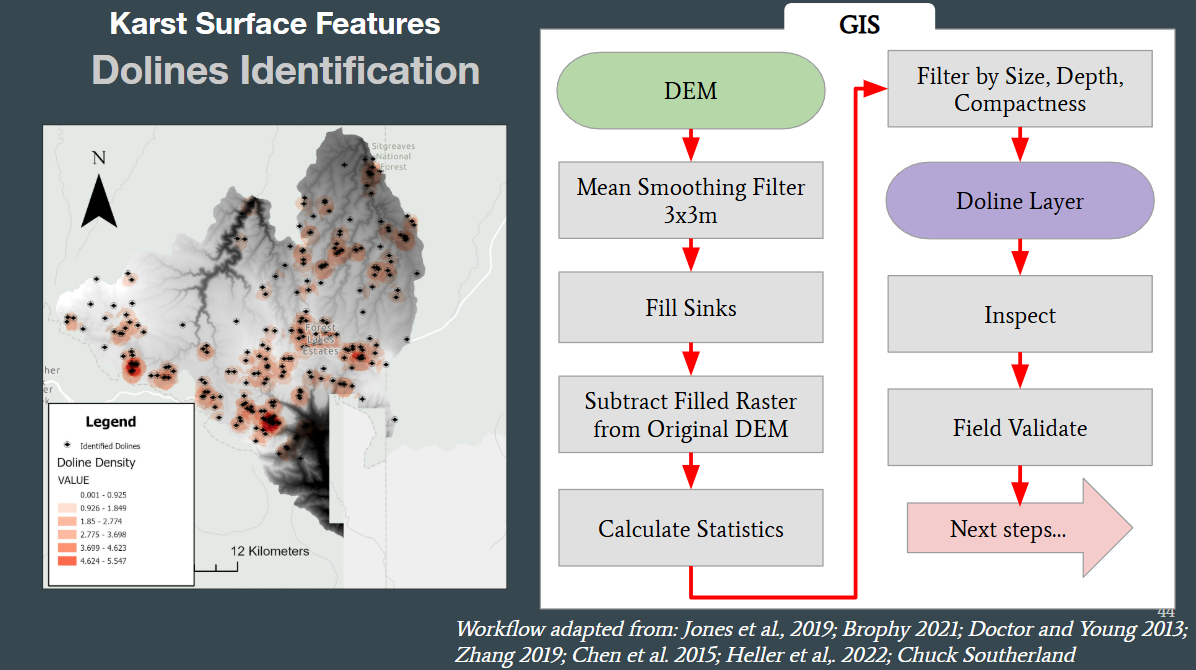 Karst Surface Features
Dolines Identification
N
Sitgreaves
National
Forest
Forest
Lakes
Estates
her
er
k
Legend
Identified Dolines
Doline Density
VALUE
0.001 - 0.925
0.926 - 1.849
1.85 - 2.774
2.775 - 3.698
3.699 - 4.623
4.624 - 5.547
12 Kilometers
GIS
DEM
Mean Smoothing Filter
3x3m
Fill Sinks
Subtract Filled Raster
from Original DEM
Calculate Statistics
Filter by Size, Depth,
Compactness
Doline Layer
Inspect
Field Validate
Next steps...
44
Workflow adapted from: Jones et al., 2019; Brophy 2021; Doctor and Young 2013;
Zhang 2019; Chen et al. 2015; Heller et al,. 2022; Chuck Southerland